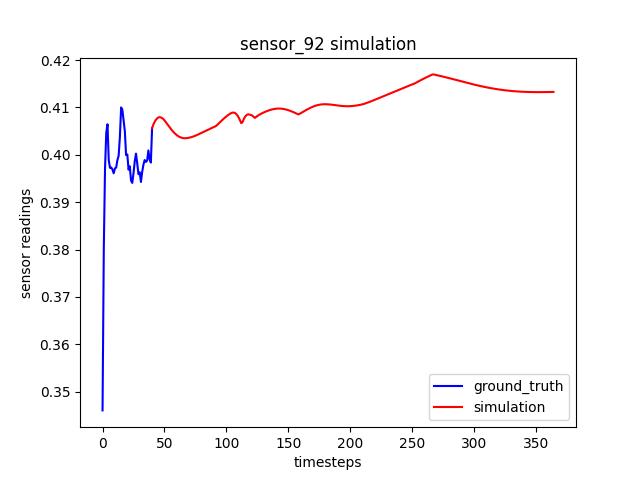 sensor_92 simulation
0.42
0.41
0.40
0.39
0.38
0.37
0.36
0.35
sensor readings
0 50 100 150 200 250 300 350
timesteps
ground_truth
simulation